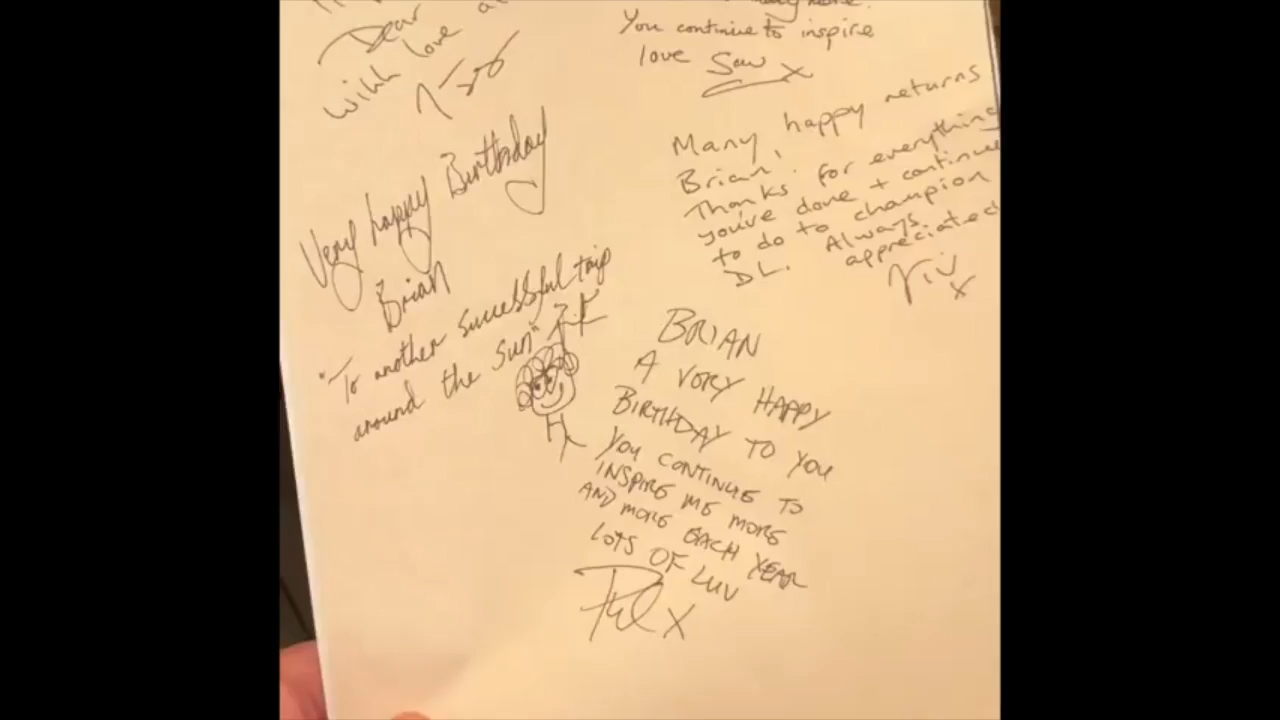 Dear
with love
You continue to inspire
love
Many happy returns
Brian,
Thanks for everything
you've done + continue
to do to champion
DL. Always
appreciated
Viv
x
Very happy Birthday
Brian
"To another successful trip
around the sun"
BRIAN
A VERY HAPPY
BIRTHDAY TO YOU
YOU CONTINUE TO
INSPIRE ME MORE
AND MORE EACH YEAR
LOTS OF LUV
X